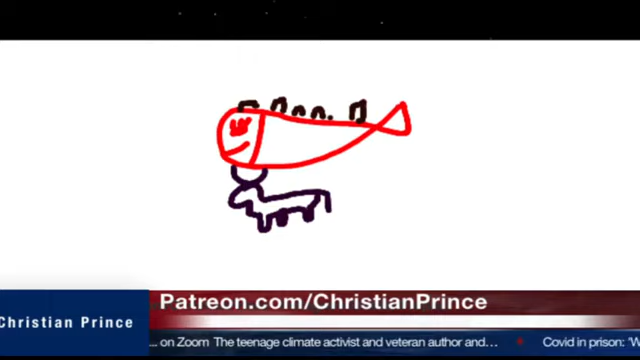 Patreon.com/ChristianPrince
Christian Prince
... on Zoom The teenage climate activist and veteran author and... Covid in prison: 'W